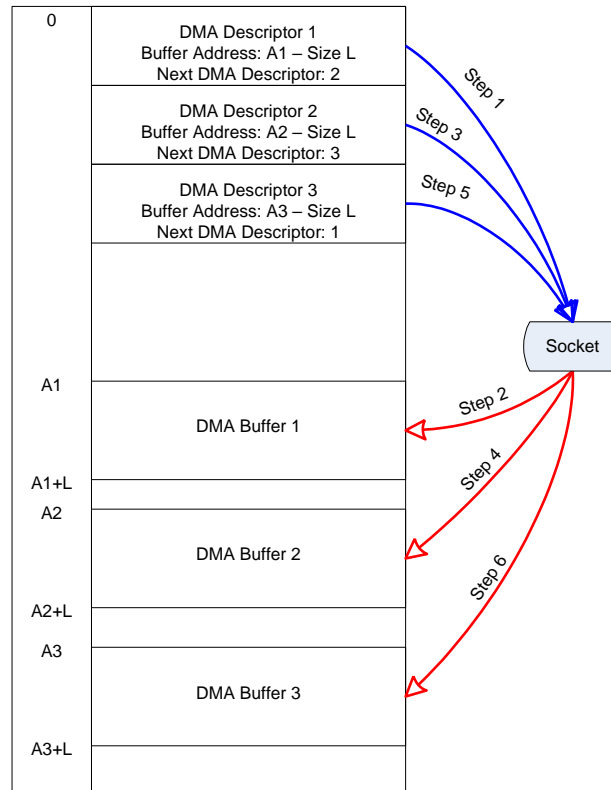 0
DMA Descriptor 1
Buffer Address: A1 – Size L
Next DMA Descriptor: 2
DMA Descriptor 2
Buffer Address: A2 – Size L
Next DMA Descriptor: 3
DMA Descriptor 3
Buffer Address: A3 – Size L
Next DMA Descriptor: 1
Step 1
Step 3
Step 5
Socket
A1
DMA Buffer 1
A1+L
Step 2
A2
DMA Buffer 2
A2+L
Step 4
A3
DMA Buffer 3
A3+L
Step 6